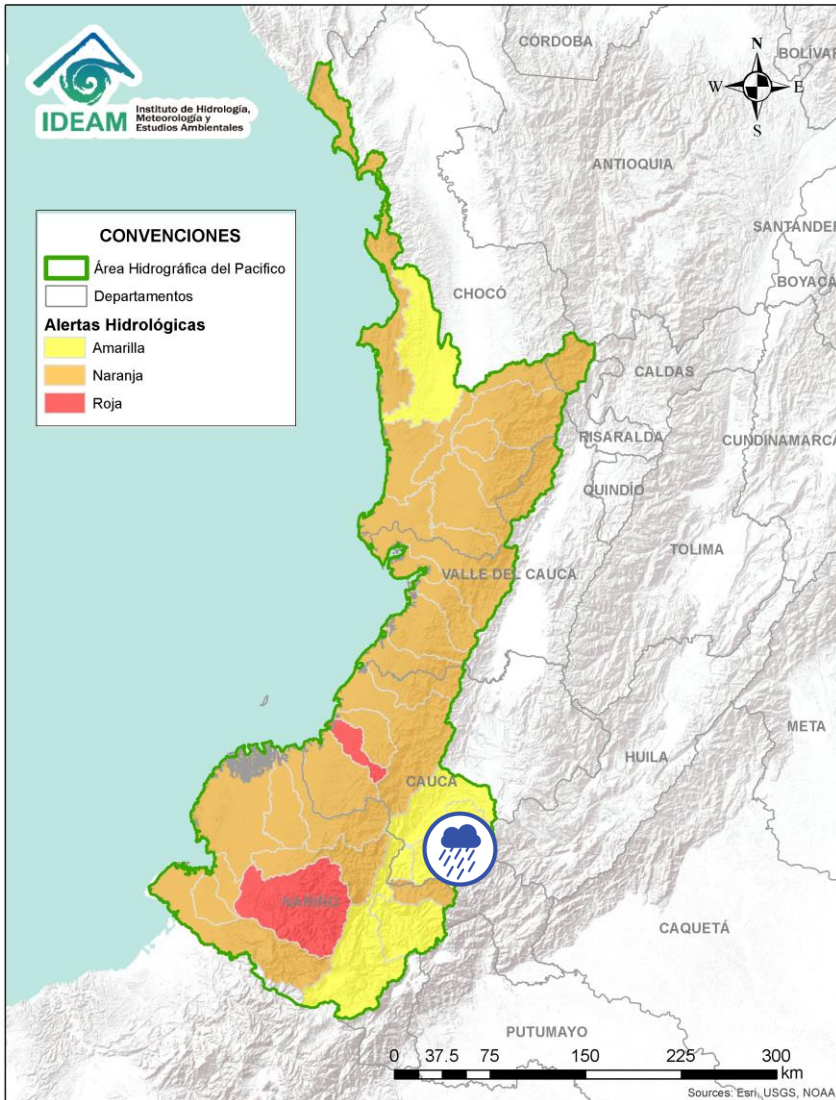 IDEAM
Instituto de Hidrología,
Meteorología y
Estudios Ambientales
CÓRDOBA
BOLÍVAR
N
W
E
S
ANTIOQUIA
SANTANDER
BOYACÁ
CONVENCIONES
Área Hidrográfica del Pacifico
Departamentos
Alertas Hidrológicas
Amarilla
Naranja
Roja
CHOCÓ
CALDAS
RISARALDA
CUNDINAMARCA
QUINDÍO
TOLIMA
VALLE DEL CAUCA
META
HUILA
CAUCA
NARIÑO
CAQUETÁ
PUTUMAYO
0 37.5 75 150 225 300
km
Sources: Esri, USGS, NOAA